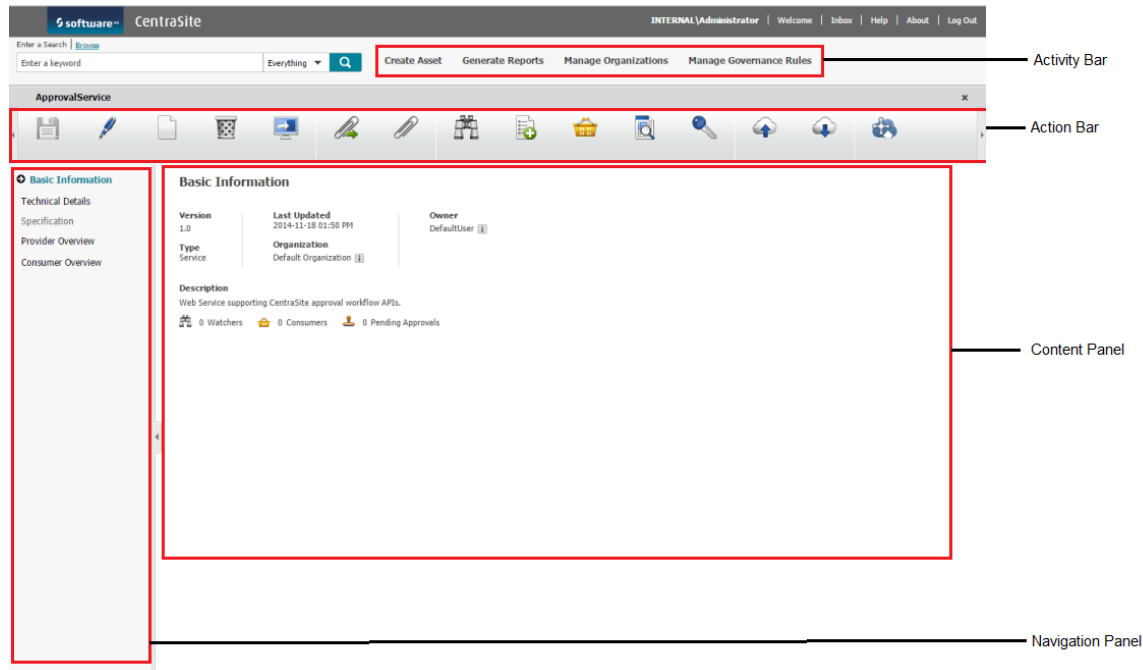 software CentraSite
INTERNAL\Administrator | Welcome | Inbox | Help | About | Log Out
Enter a Search | Browse
Enter a keyword
Everything
Create Asset Generate Reports Manage Organizations Manage Governance Rules
Activity Bar
ApprovalService
Action Bar
Basic Information
Technical Details
Specification
Provider Overview
Consumer Overview
Basic Information
Version
1.0
Last Updated
2014-11-18 01:50 PM
Owner
DefaultUser
Type
Service
Organization
Default Organization
Description
Web Service supporting CentraSite approval workflow APIs.
0 Watchers 0 Consumers 0 Pending Approvals
Content Panel
Navigation Panel